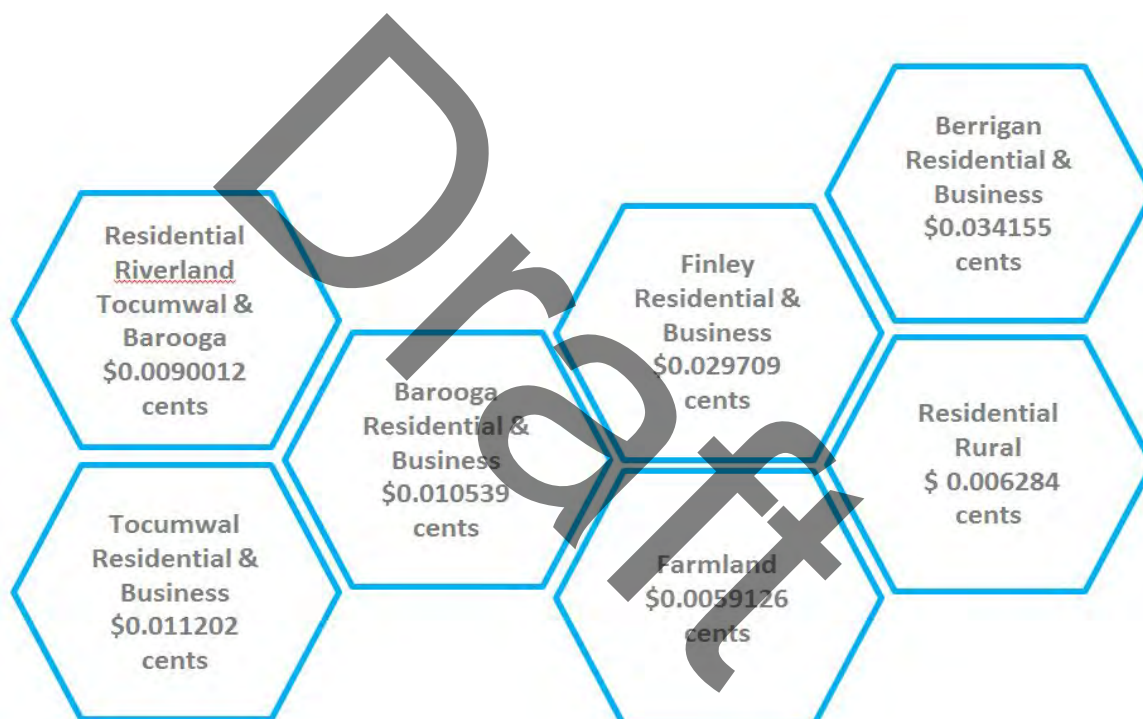 Residential
Riverland
Tocumwal &
Barooga
$0.0090012
cents
Tocumwal
Residential &
Business
$0.011202
cents
Barooga
Residential &
Business
$0.010539
cents
Finley
Residential &
Business
$0.029709
cents
Farmland
$0.0059126
cents
Berrigan
Residential &
Business
$0.034155
cents
Residential
Rural
$ 0.006284
cents
Draft